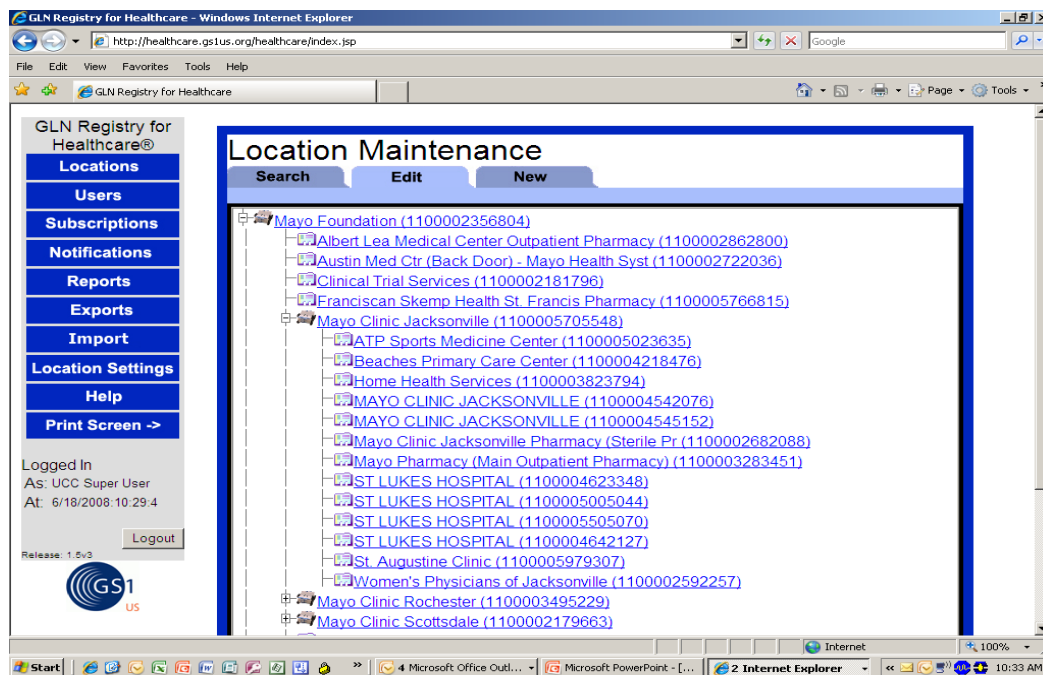 GLN Registry for Healthcare - Windows Internet Explorer
http://healthcare.gs1us.org/healthcare/index.jsp
Google
File Edit View Favorites Tools Help
GLN Registry for Healthcare
Page Tools
GLN Registry for
Healthcare®
Locations
Users
Subscriptions
Notifications
Reports
Exports
Import
Location Settings
Help
Print Screen ->
Logged In
As: UCC Super User
At: 6/18/2008:10:29:4
Logout
Release: 1.5v3
GS1
US
Location Maintenance
Search Edit New
Mayo Foundation (1100002356804)
Albert Lea Medical Center Outpatient Pharmacy (1100002862800)
Austin Med Ctr (Back Door) - Mayo Health Syst (1100002722036)
Clinical Trial Services (1100002181796)
Franciscan Skemp Health St. Francis Pharmacy (1100005766815)
Mayo Clinic Jacksonville (1100005705548)
ATP Sports Medicine Center (1100005023635)
Beaches Primary Care Center (1100004218476)
Home Health Services (1100003823794)
MAYO CLINIC JACKSONVILLE (1100004542076)
MAYO CLINIC JACKSONVILLE (1100004545152)
Mayo Clinic Jacksonville Pharmacy (Sterile Pr (1100002682088)
Mayo Pharmacy (Main Outpatient Pharmacy) (1100003283451)
ST LUKES HOSPITAL (1100004623348)
ST LUKES HOSPITAL (1100005005044)
ST LUKES HOSPITAL (1100005505070)
ST LUKES HOSPITAL (1100004642127)
St. Augustine Clinic (1100005979307)
Women's Physicians of Jacksonville (1100002592257)
Mayo Clinic Rochester (1100003495229)
Mayo Clinic Scottsdale (1100002179663)
Internet 100%
Start 4 Microsoft Office Outl... Microsoft PowerPoint - [... 2 Internet Explorer 10:33 AM